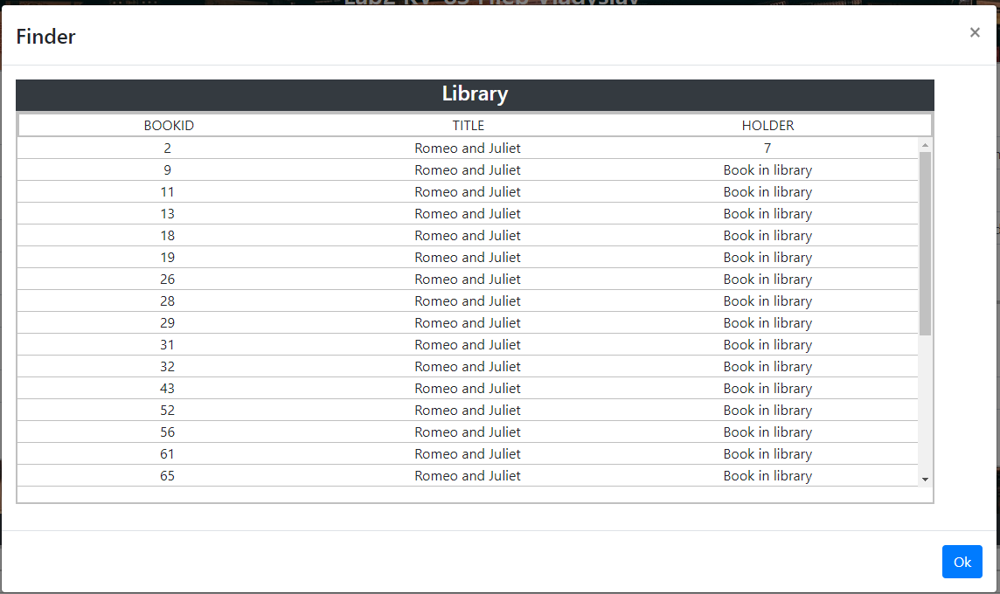 Finder
×
Library
BOOKID TITLE HOLDER
2 Romeo and Juliet 7
9 Romeo and Juliet Book in library
11 Romeo and Juliet Book in library
13 Romeo and Juliet Book in library
18 Romeo and Juliet Book in library
19 Romeo and Juliet Book in library
26 Romeo and Juliet Book in library
28 Romeo and Juliet Book in library
29 Romeo and Juliet Book in library
31 Romeo and Juliet Book in library
32 Romeo and Juliet Book in library
43 Romeo and Juliet Book in library
52 Romeo and Juliet Book in library
56 Romeo and Juliet Book in library
61 Romeo and Juliet Book in library
65 Romeo and Juliet Book in library
Ok